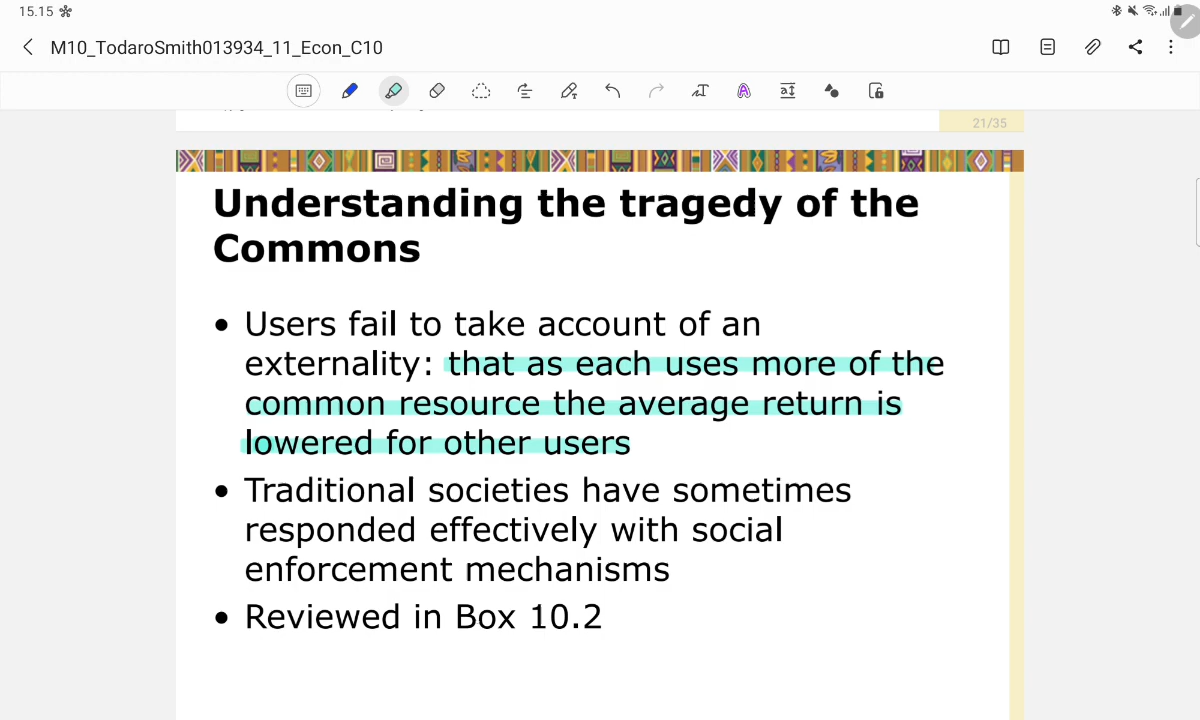 15.15
M10_TodaroSmith013934_11_Econ_C10
21/35
Understanding the tragedy of the
Commons
• Users fail to take account of an
externality: that as each uses more of the
common resource the average return is
lowered for other users
• Traditional societies have sometimes
responded effectively with social
enforcement mechanisms
• Reviewed in Box 10.2